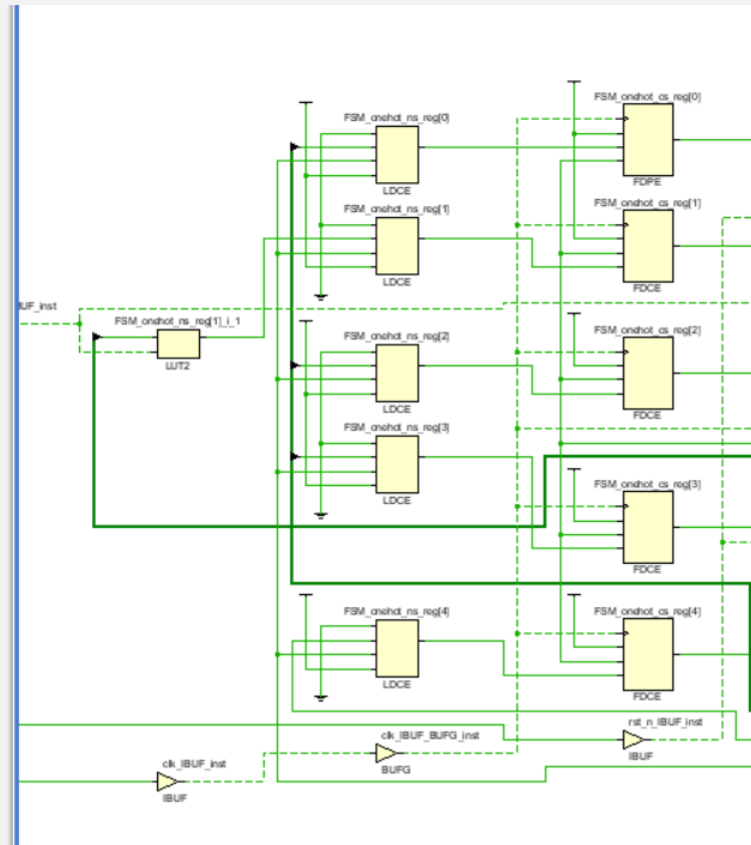 FSM_onehot_cs_reg[0]
FSM_onehot_ns_reg[0]
FDPE
LDCE
FSM_onehot_cs_reg[1]
FSM_onehot_ns_reg[1]
LDCE
FDCE
BUF_inst
FSM_onehot_ns_reg[1]_i_1
FSM_onehot_cs_reg[2]
FSM_onehot_ns_reg[2]
LUT2
LDCE
FDCE
FSM_onehot_ns_reg[3]
FSM_onehot_cs_reg[3]
LDCE
FDCE
FSM_onehot_ns_reg[4]
FSM_onehot_cs_reg[4]
LDCE
FDCE
rst_n_IBUF_inst
clk_IBUF_BUFG_inst
IBUF
clk_IBUF_inst
BUFG
IBUF